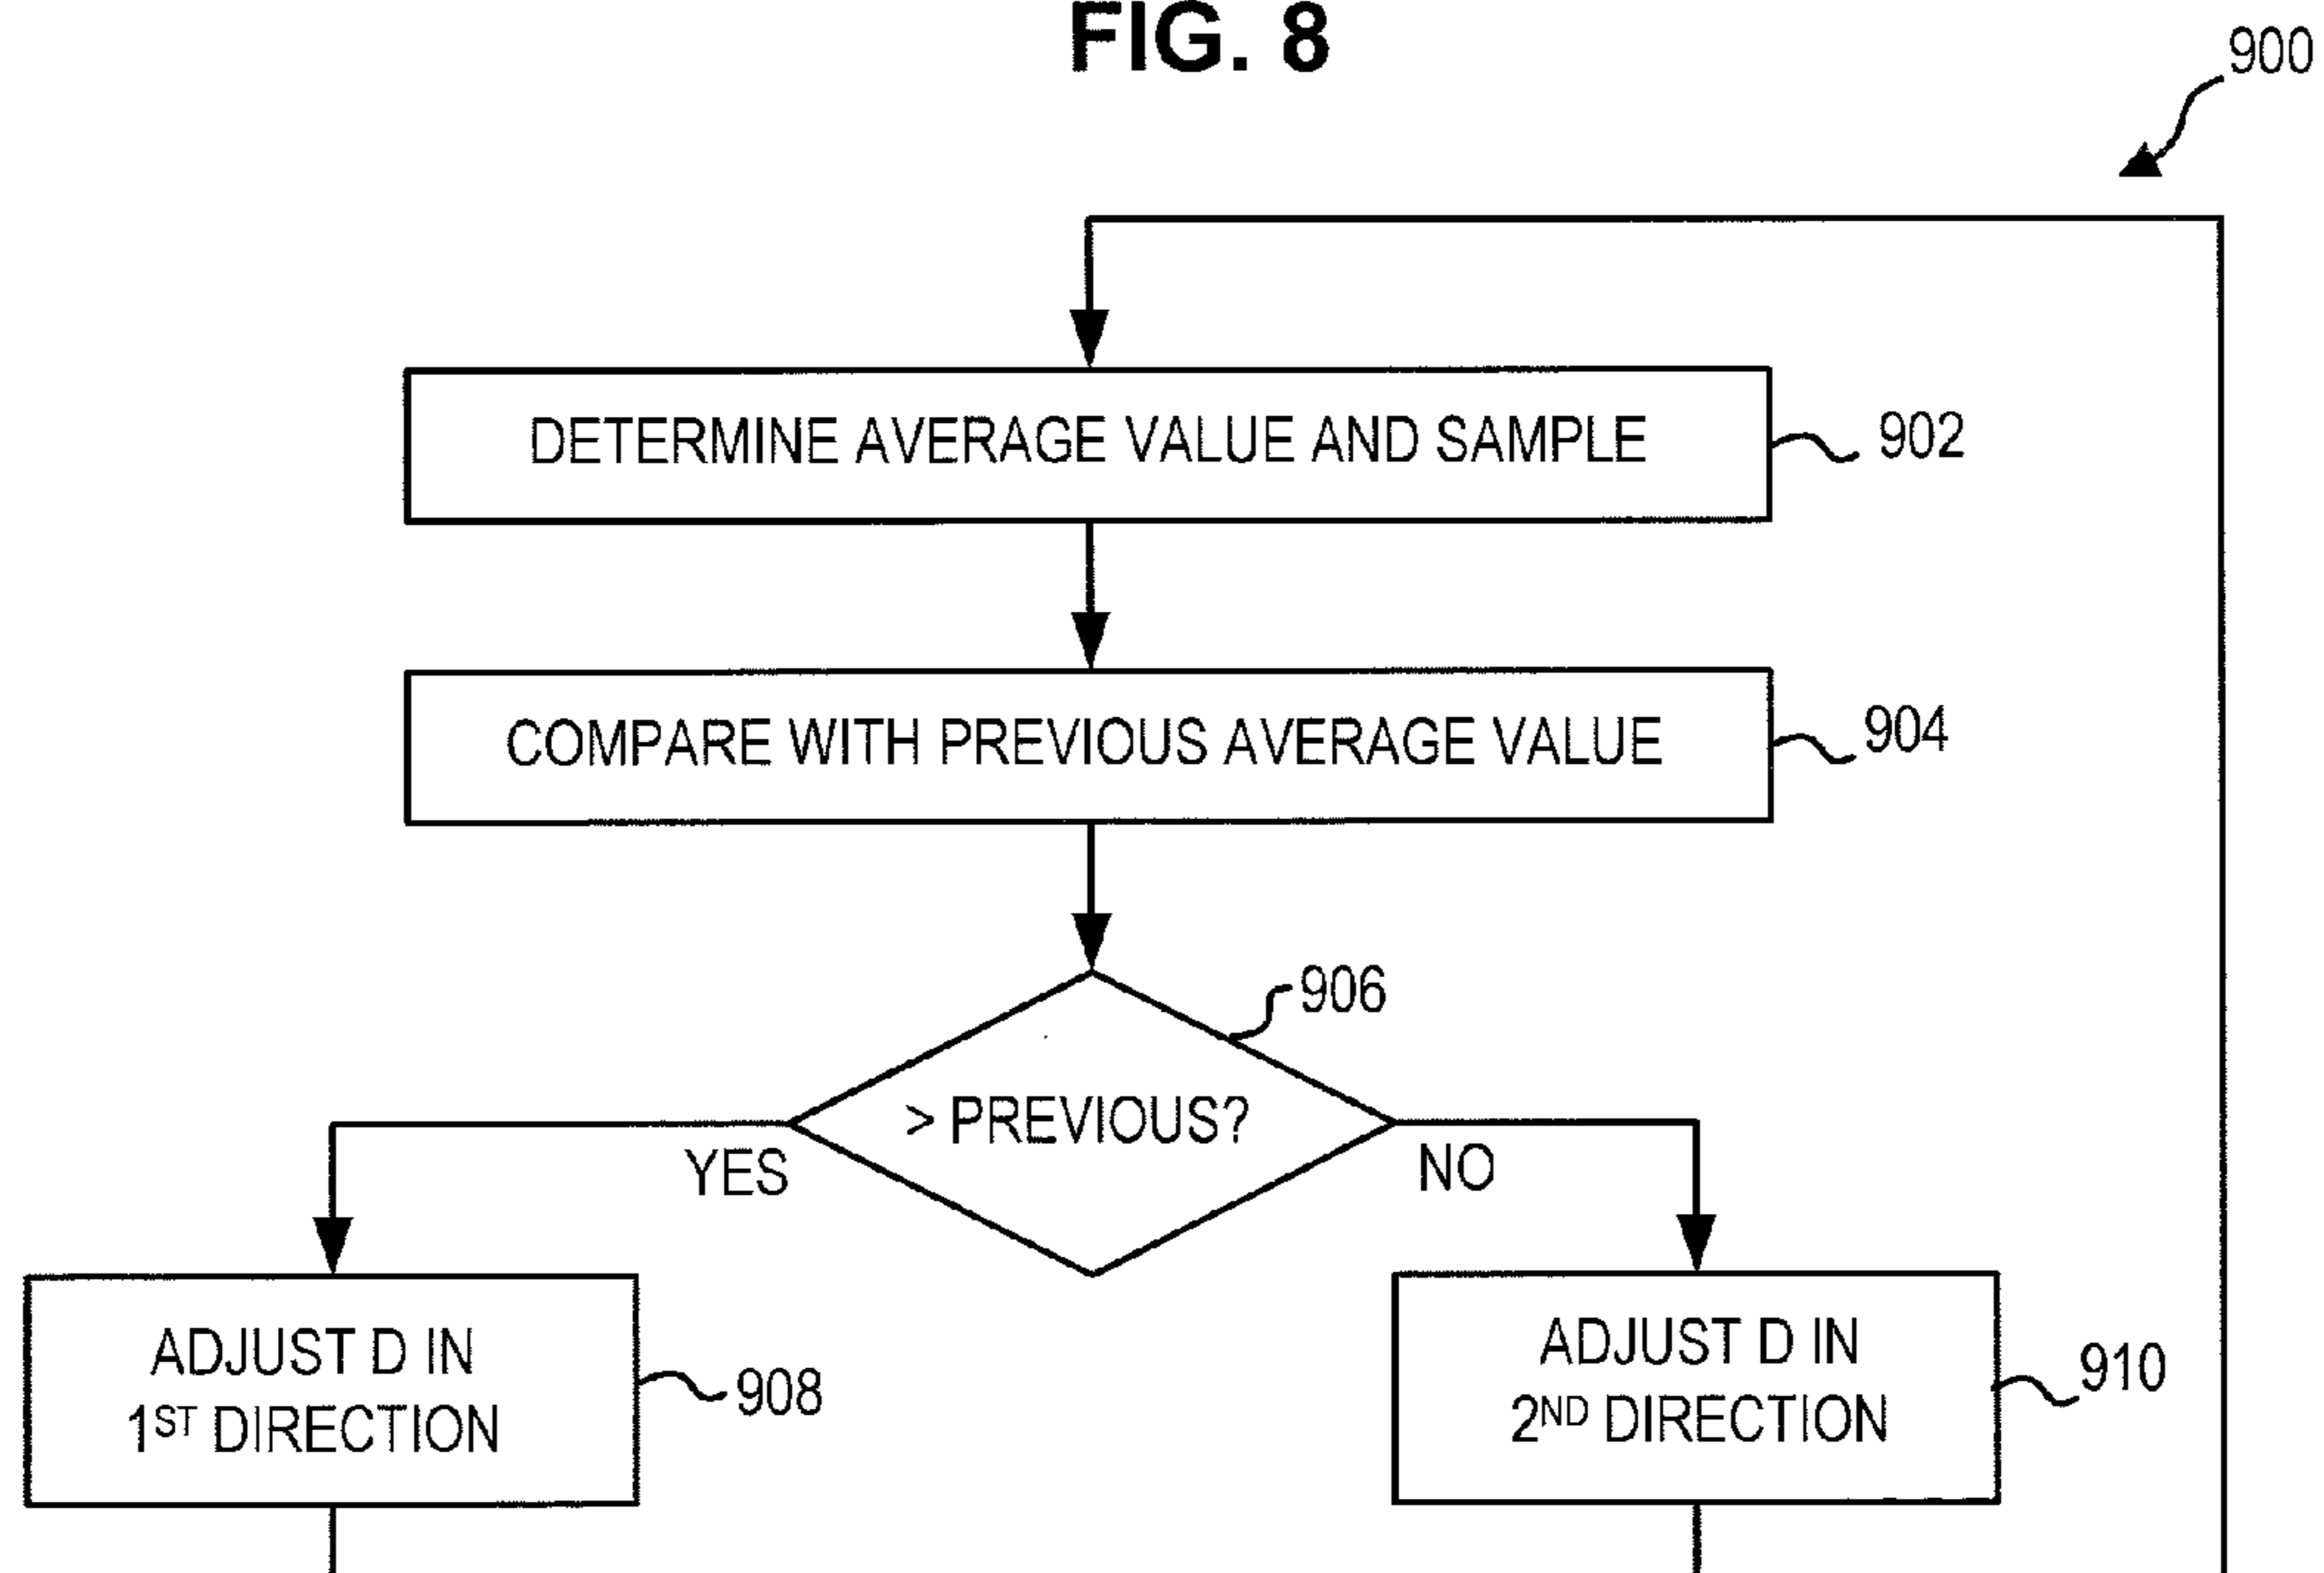 FIG. 8
900
DETERMINE AVERAGE VALUE AND SAMPLE
902
COMPARE WITH PREVIOUS AVERAGE VALUE
904
906
> PREVIOUS?
YES
NO
ADJUST D IN
1ST DIRECTION
908
ADJUST D IN
2ND DIRECTION
910